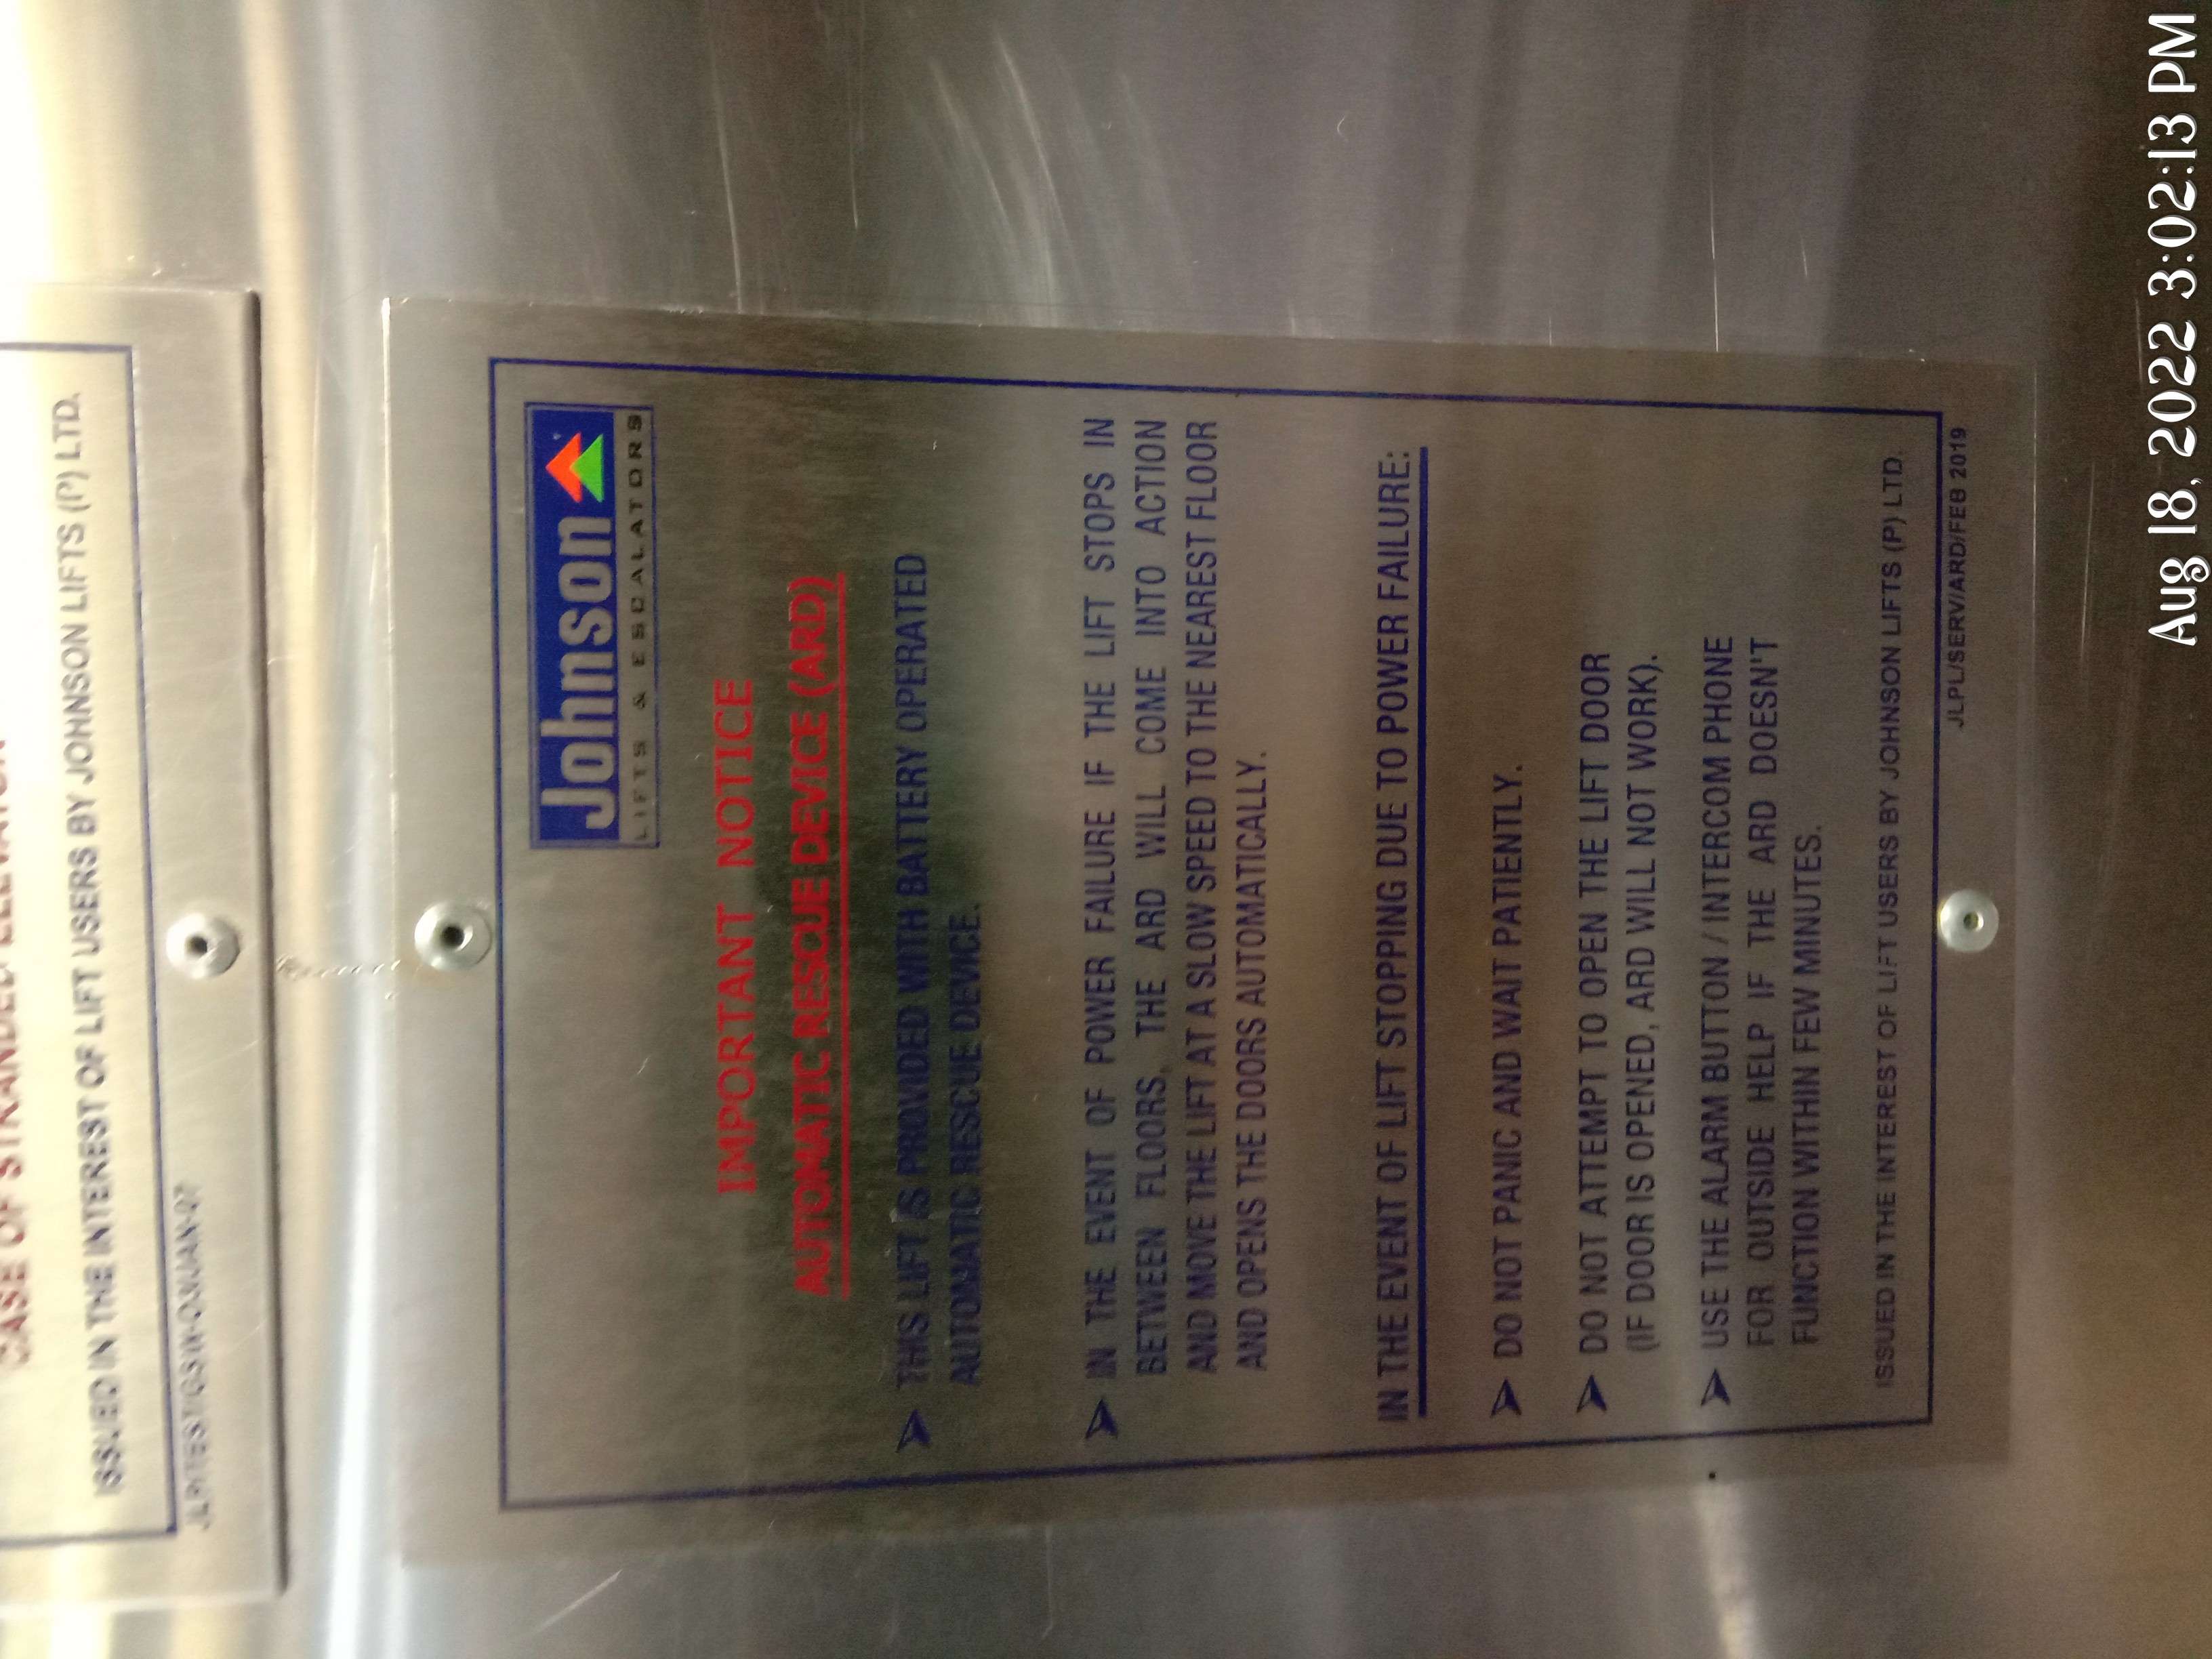 CASE OF STRANDED ELEVATOR
ISSUED IN THE INTEREST OF LIFT USERS BY JOHNSON LIFTS (P) LTD.
Johnson
LIFTS & ESCALATORS
IMPORTANT NOTICE
AUTOMATIC RESCUE DEVICE (ARD)
➤ THIS LIFT IS PROVIDED WITH BATTERY OPERATED
AUTOMATIC RESCUE DEVICE.
➤ IN THE EVENT OF POWER FAILURE IF THE LIFT STOPS IN
BETWEEN FLOORS, THE ARD WILL COME INTO ACTION
AND MOVE THE LIFT AT A SLOW SPEED TO THE NEAREST FLOOR
AND OPENS THE DOORS AUTOMATICALLY.
IN THE EVENT OF LIFT STOPPING DUE TO POWER FAILURE:
➤ DO NOT PANIC AND WAIT PATIENTLY.
➤ DO NOT ATTEMPT TO OPEN THE LIFT DOOR
(IF DOOR IS OPENED, ARD WILL NOT WORK).
➤ USE THE ALARM BUTTON / INTERCOM PHONE
FOR OUTSIDE HELP IF THE ARD DOESN'T
FUNCTION WITHIN FEW MINUTES.
ISSUED IN THE INTEREST OF LIFT USERS BY JOHNSON LIFTS (P) LTD.
JLPL/SERV/ARD/FEB 2019
Aug 18, 2022 3:02:13 PM